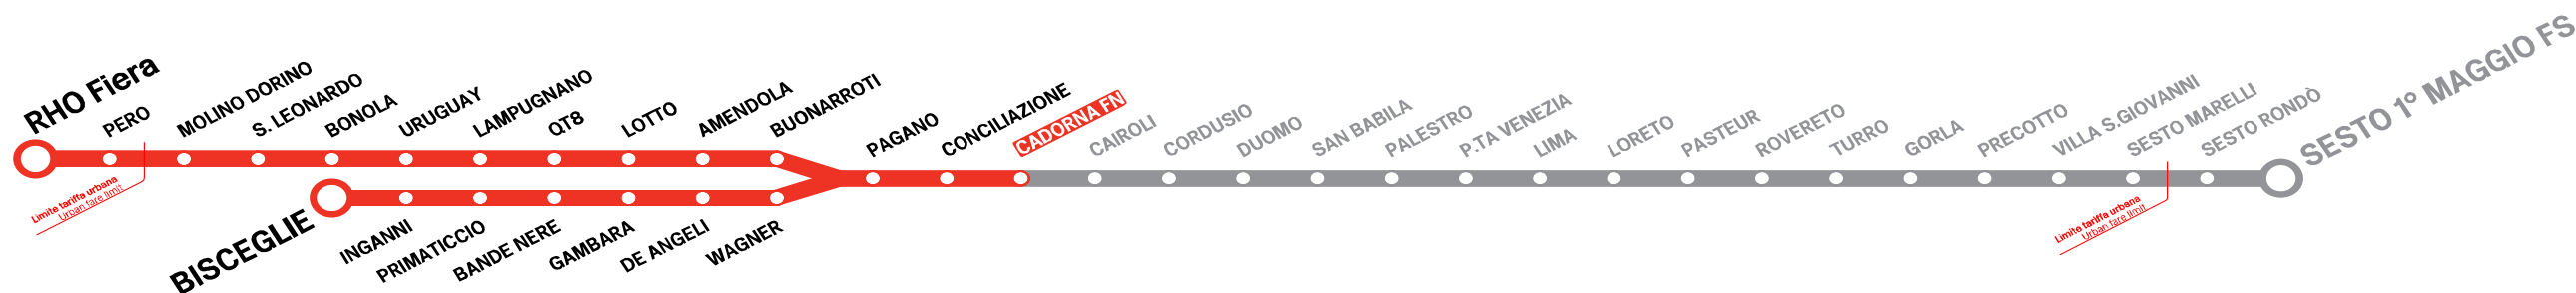 RHO Fiera
PERO
MOLINO DORINO
S. LEONARDO
BONOLA
URUGUAY
LAMPUGNANO
QT8
LOTTO
AMENDOLA
BUONARROTI
PAGANO
CONCILIAZIONE
CADORNA FN
CAIROLI
CORDUSIO
DUOMO
SAN BABILA
PALESTRO
P.TA VENEZIA
LIMA
LORETO
PASTEUR
ROVERETO
TURRO
GORLA
PRECOTTO
VILLA S.GIOVANNI
SESTO MARELLI
SESTO RONDÒ
SESTO 1° MAGGIO FS
Limite tariffa urbana
Urban fare limit
BISCEGLIE
INGANNI
PRIMATICCIO
BANDE NERE
GAMBARA
DE ANGELI
WAGNER
Limite tariffa urbana
Urban fare limit